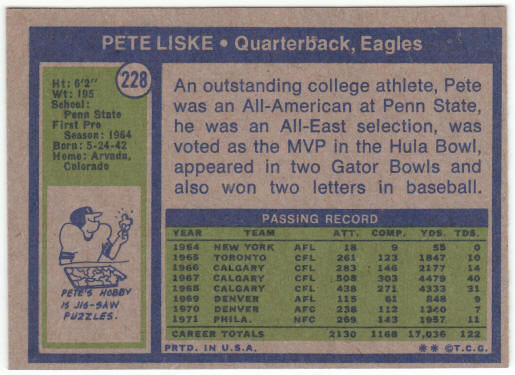 PETE LISKE • Quarterback, Eagles
228
Ht: 6'2"
Wt: 195
School:
Penn State
First Pro
Season: 1964
Born: 5-24-42
Home: Arvada,
Colorado
An outstanding college athlete, Pete
was an All-American at Penn State,
he was an All-East selection, was
voted as the MVP in the Hula Bowl,
appeared in two Gator Bowls and
also won two letters in baseball.
PETE'S HOBBY
IS JIG-SAW
PUZZLES.
PASSING RECORD
YEAR TEAM ATT. COMP. YDS. TDS.
1964 NEW YORK AFL 18 9 55 0
1965 TORONTO CFL 261 123 1847 10
1966 CALGARY CFL 283 146 2177 14
1967 CALGARY CFL 508 303 4479 40
1968 CALGARY CFL 438 271 4333 31
1969 DENVER AFL 115 61 848 9
1970 DENVER AFC 238 112 1340 7
1971 PHILA. NFC 269 143 1957 11
CAREER TOTALS 2130 1168 17,036 122
PRTD. IN U.S.A. ** © T.C.G.